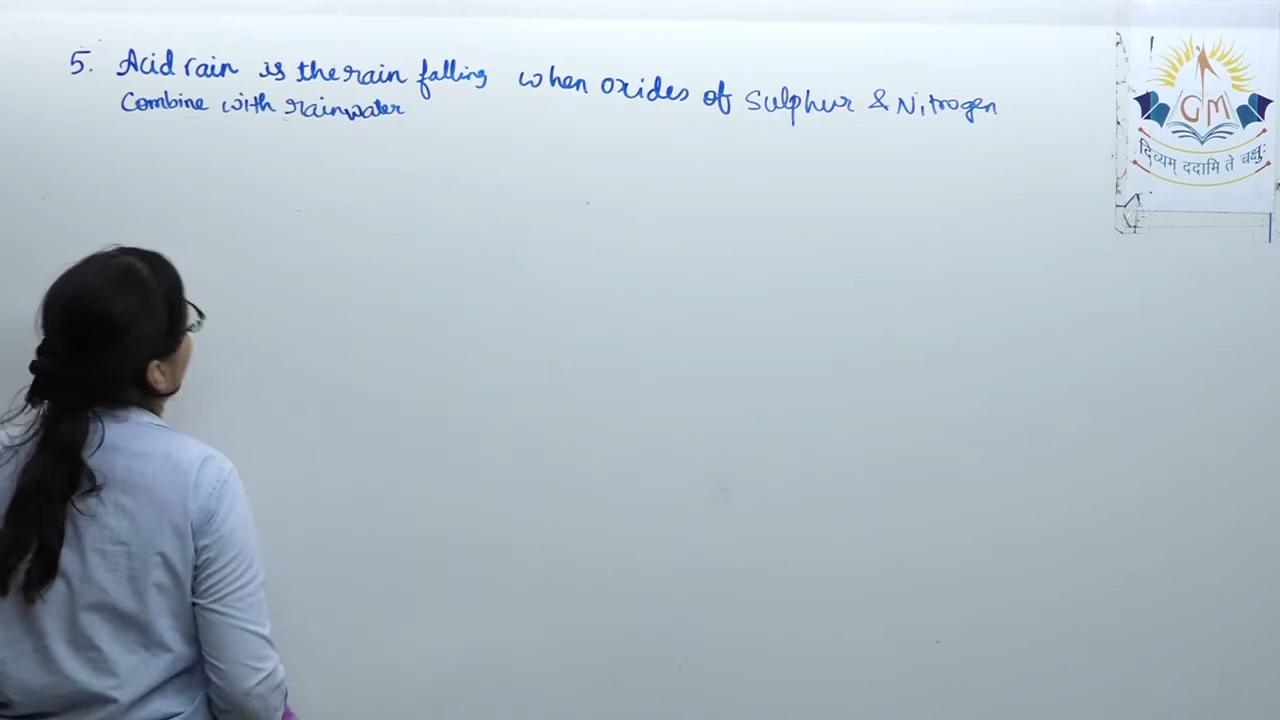 5. Acid rain is the rain falling when oxides of Sulphur & Nitrogen
Combine with rainwater
GM
दिव्यम् ददामि ते चक्षुः